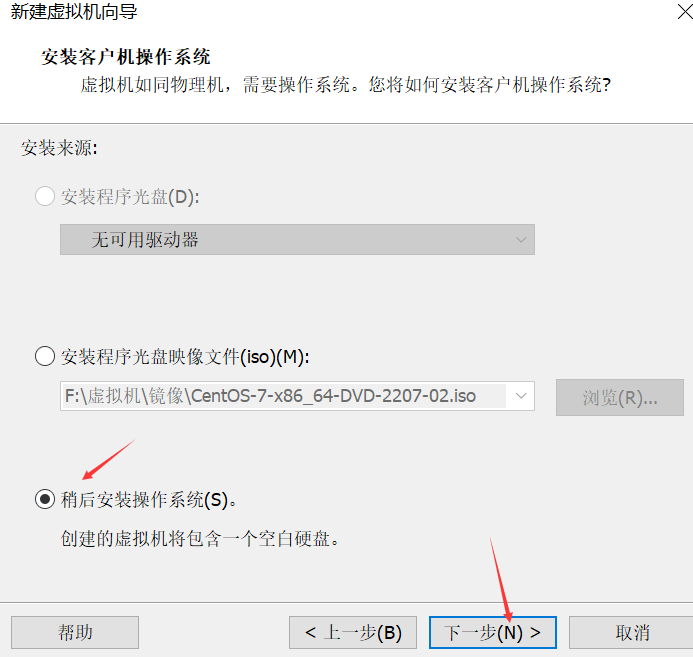 新建虚拟机向导
安装客户机操作系统
虚拟机如同物理机，需要操作系统。您将如何安装客户机操作系统?
安装来源:
安装程序光盘(D):
无可用驱动器
安装程序光盘映像文件(iso)(M):
F:\虚拟机\镜像\CentOS-7-x86_64-DVD-2207-02.iso
浏览(R)...
稍后安装操作系统(S)。
创建的虚拟机将包含一个空白硬盘。
帮助
< 上一步(B)
下一步(N) >
取消